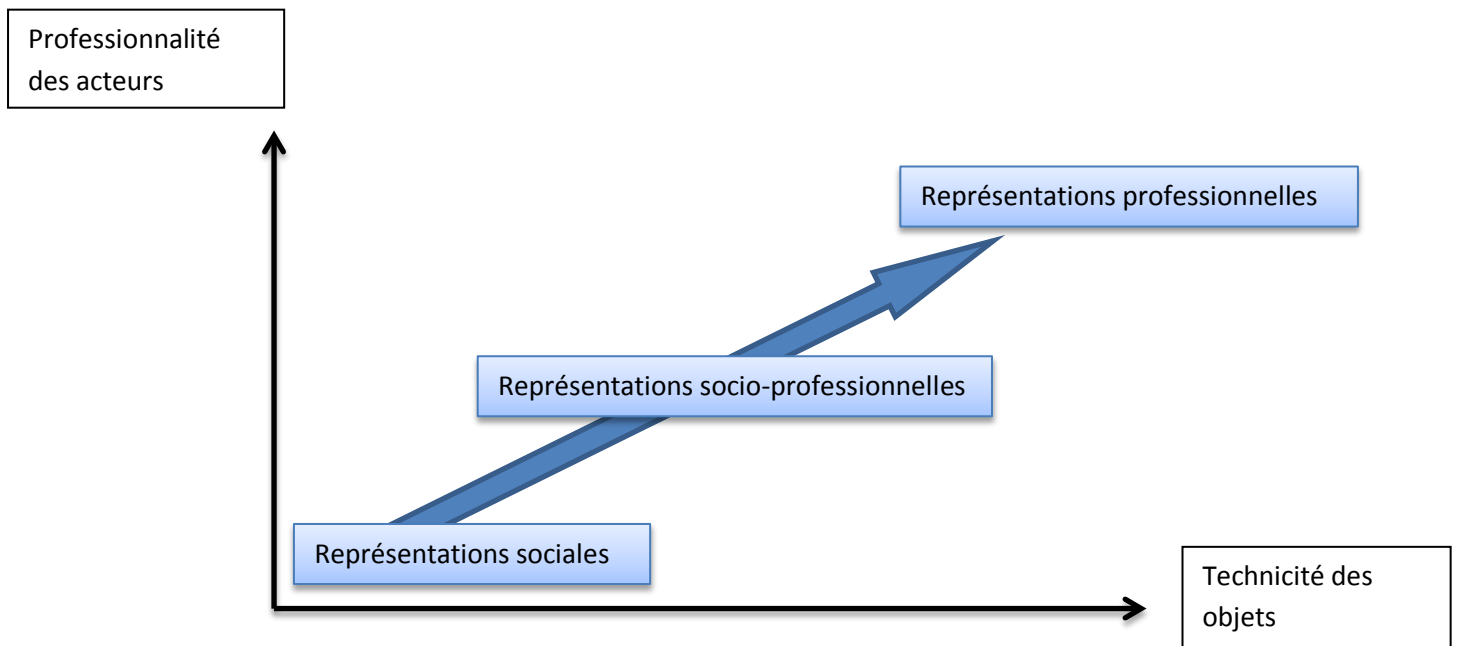 Professionnalité
des acteurs
Représentations professionnelles
Représentations socio-professionnelles
Représentations sociales
Technicité des
objets